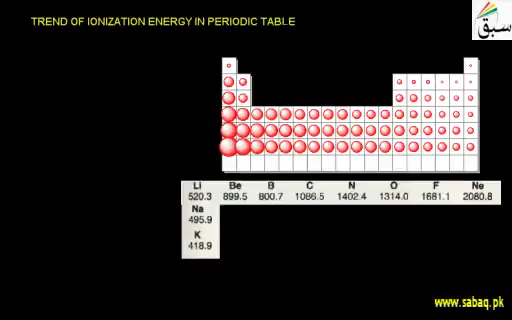 TREND OF IONIZATION ENERGY IN PERIODIC TABLE
سبق
Li Be B C N O F Ne
520.3 899.5 800.7 1086.5 1402.4 1314.0 1681.1 2080.8
Na
495.9
K
418.9
www.sabaq.pk